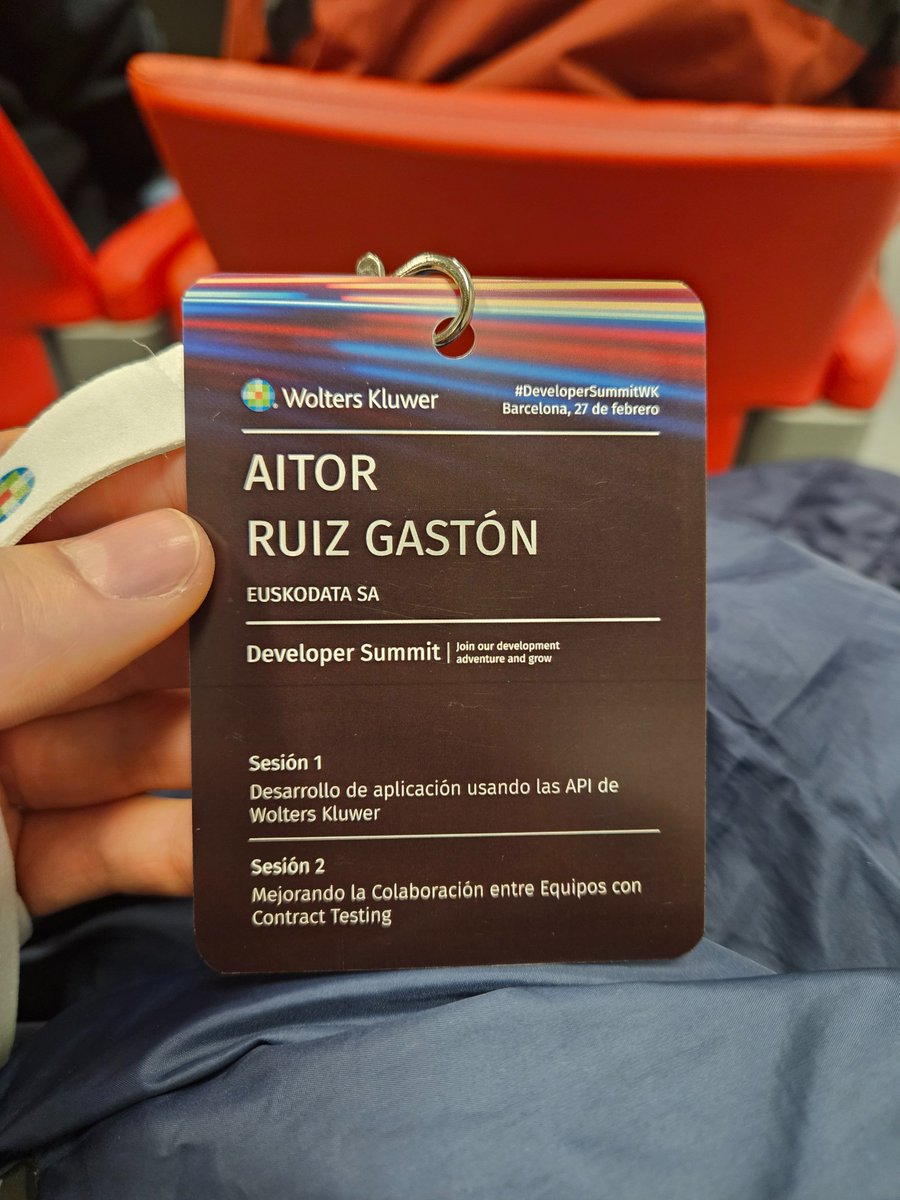 Wolters Kluwer
#DeveloperSummitWK
Barcelona, 27 de febrero
AITOR
RUIZ GASTÓN
EUSKODATA SA
Developer Summit
Join our development
adventure and grow
Sesión 1
Desarrollo de aplicación usando las API de
Wolters Kluwer
Sesión 2
Mejorando la Colaboración entre Equipos con
Contract Testing